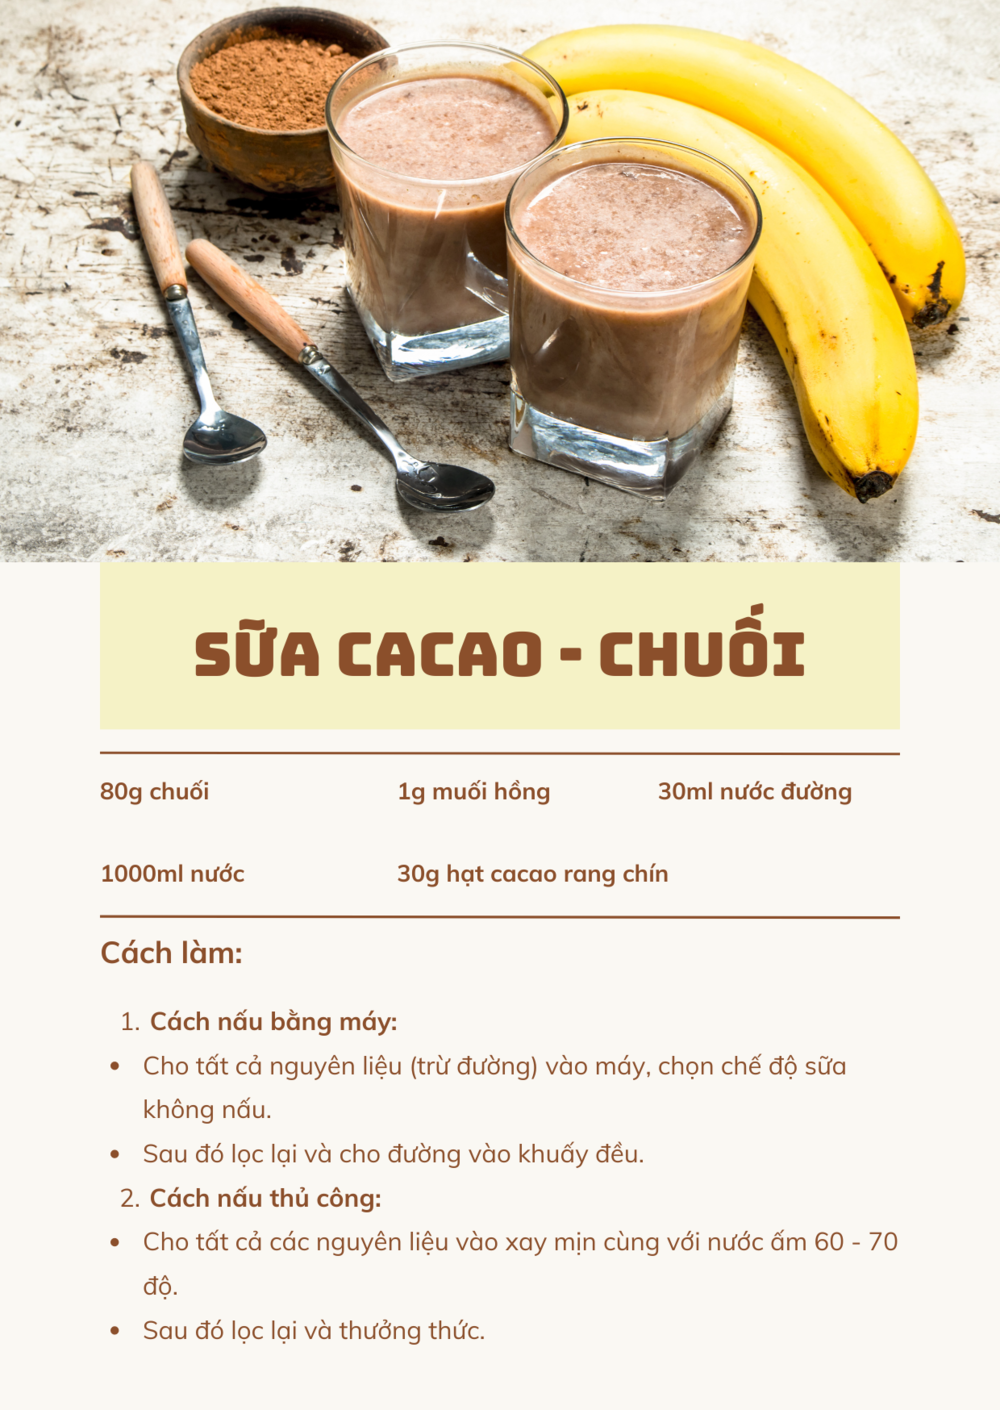 SỮA CACAO - CHUỐI
80g chuối 1g muối hồng 30ml nước đường
1000ml nước 30g hạt cacao rang chín
Cách làm:
1. Cách nấu bằng máy:
• Cho tất cả nguyên liệu (trừ đường) vào máy, chọn chế độ sữa
không nấu.
• Sau đó lọc lại và cho đường vào khuấy đều.
2. Cách nấu thủ công:
• Cho tất cả các nguyên liệu vào xay mịn cùng với nước ấm 60 - 70
độ.
• Sau đó lọc lại và thưởng thức.